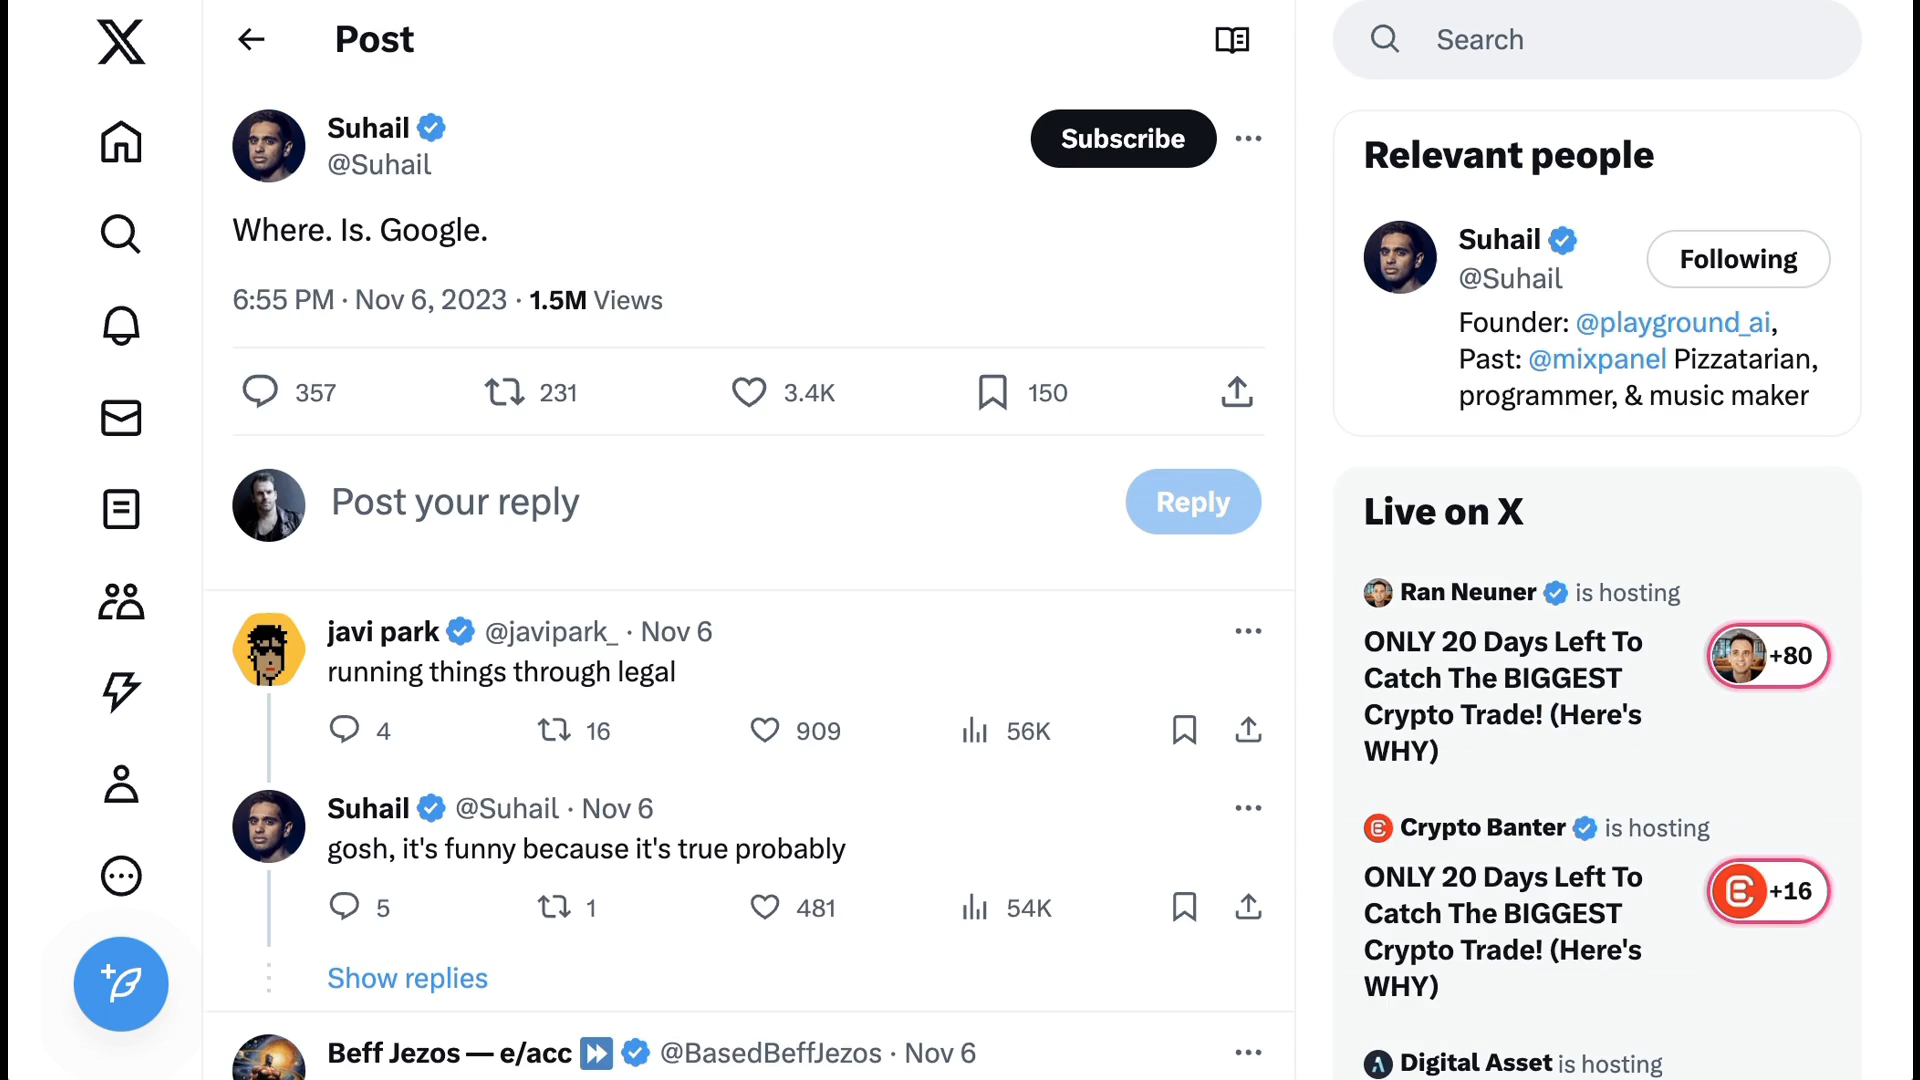 Post
Suhail
@Suhail
Subscribe
Where. Is. Google.
6:55 PM · Nov 6, 2023 · 1.5M Views
357
231
3.4K
150
Post your reply
Reply
javi park @javipark_ · Nov 6
running things through legal
4
16
909
56K
Suhail @Suhail · Nov 6
gosh, it's funny because it's true probably
5
1
481
54K
Show replies
Beff Jezos — e/acc @BasedBeffJezos · Nov 6
Search
Relevant people
Suhail
@Suhail
Following
Founder: @playground_ai,
Past: @mixpanel Pizzatarian,
programmer, & music maker
Live on X
Ran Neuner is hosting
ONLY 20 Days Left To
Catch The BIGGEST
Crypto Trade! (Here's
WHY)
+80
Crypto Banter is hosting
ONLY 20 Days Left To
Catch The BIGGEST
Crypto Trade! (Here's
WHY)
+16
Digital Asset is hosting